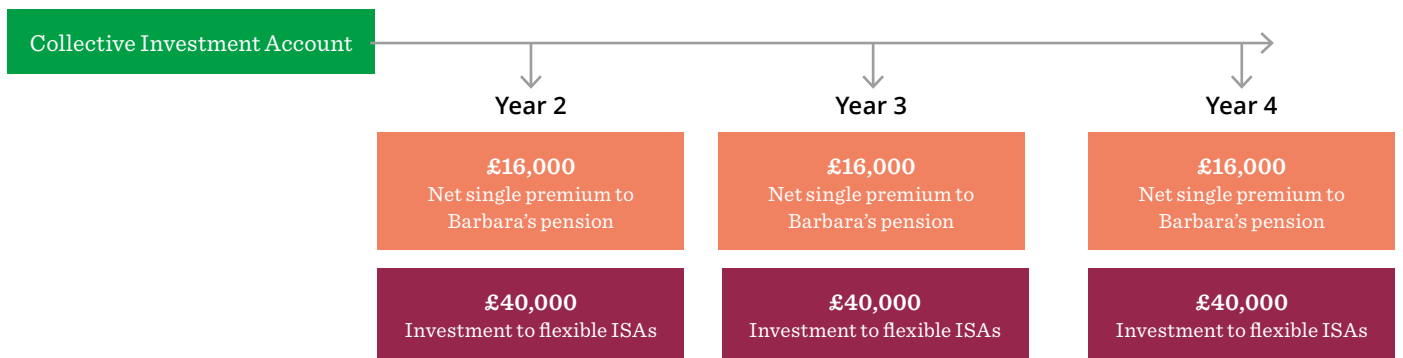 Collective Investment Account
Year 2
£16,000
Net single premium to
Barbara’s pension
£40,000
Investment to flexible ISAs
Year 3
£16,000
Net single premium to
Barbara’s pension
£40,000
Investment to flexible ISAs
Year 4
£16,000
Net single premium to
Barbara’s pension
£40,000
Investment to flexible ISAs